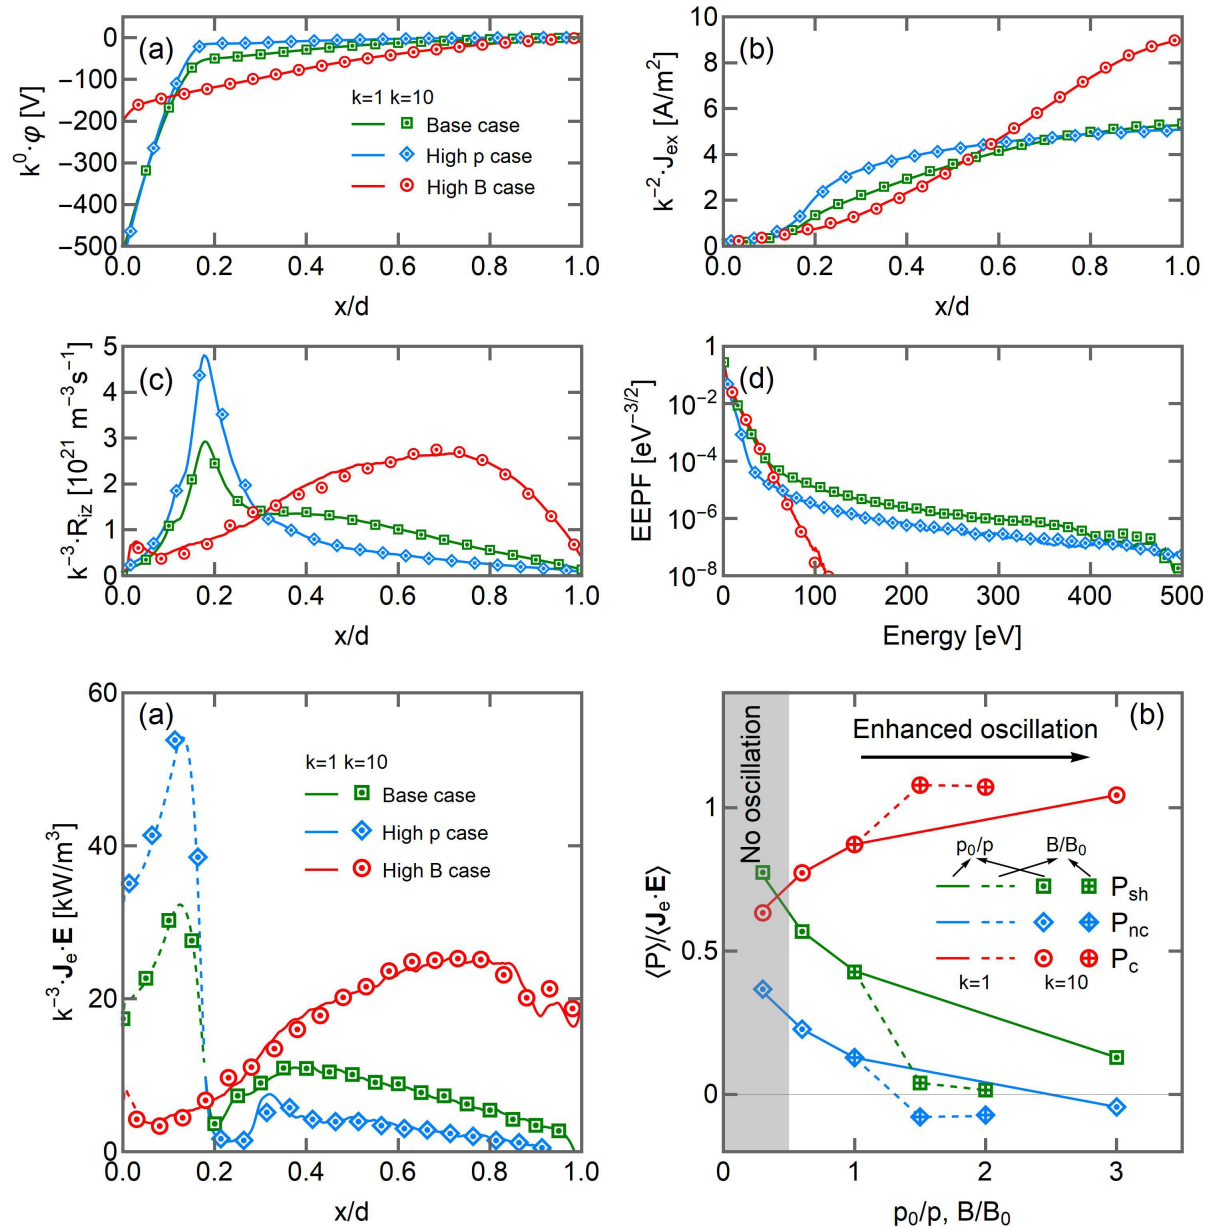 (a)
k⁰·φ [V]
0
−100
−200
−300
−400
−500
k=1 k=10
Base case
High p case
High B case
0.0 0.2 0.4 0.6 0.8 1.0
x/d
(b)
k⁻²·Jex [A/m²]
10
8
6
4
2
0
0.0 0.2 0.4 0.6 0.8 1.0
x/d
(c)
k⁻³·Riz [10²¹ m⁻³s⁻¹]
5
4
3
2
1
0
0.0 0.2 0.4 0.6 0.8 1.0
x/d
(d)
EEPF [eV⁻³/²]
1
10⁻²
10⁻⁴
10⁻⁶
10⁻⁸
0 100 200 300 400 500
Energy [eV]
(a)
k⁻³·Je·E [kW/m³]
60
40
20
0
k=1 k=10
Base case
High p case
High B case
0.0 0.2 0.4 0.6 0.8 1.0
x/d
(b)
⟨P⟩/⟨Je·E⟩
1
0.5
0
No oscillation
Enhanced oscillation
p₀/p B/B₀
Psh
Pnc
Pc
k=1 k=10
0 1 2 3
p₀/p, B/B₀